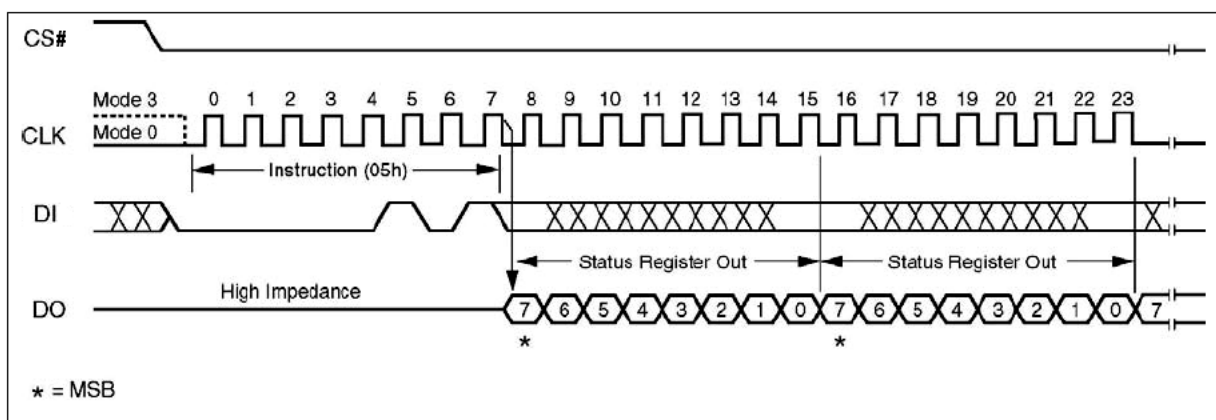 CS#
Mode 3 0 1 2 3 4 5 6 7 8 9 10 11 12 13 14 15 16 17 18 19 20 21 22 23
CLK Mode 0
Instruction (05h)
DI
Status Register Out Status Register Out
High Impedance
DO 7 6 5 4 3 2 1 0 7 6 5 4 3 2 1 0 7
* *
* = MSB